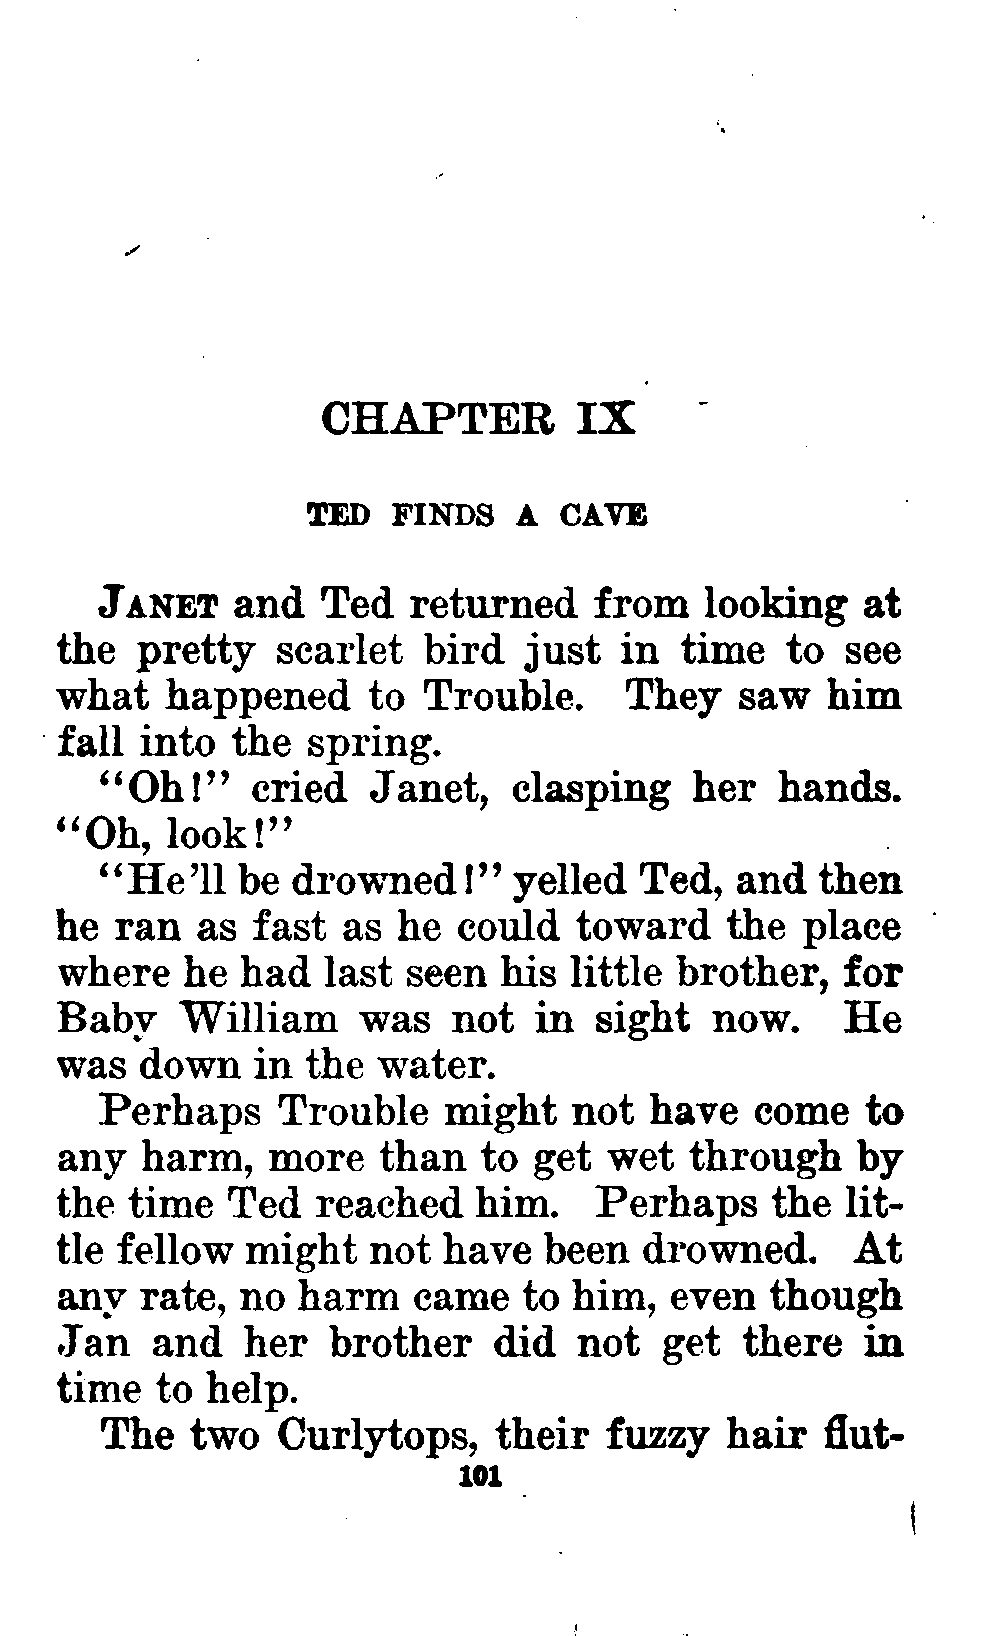 CHAPTER IX
TED FINDS A CAVE
JANET and Ted returned from looking at
the pretty scarlet bird just in time to see
what happened to Trouble. They saw him
fall into the spring.
"Oh!" cried Janet, clasping her hands.
"Oh, look!"
"He'll be drowned!" yelled Ted, and then
he ran as fast as he could toward the place
where he had last seen his little brother, for
Baby William was not in sight now. He
was down in the water.
Perhaps Trouble might not have come to
any harm, more than to get wet through by
the time Ted reached him. Perhaps the lit-
tle fellow might not have been drowned. At
any rate, no harm came to him, even though
Jan and her brother did not get there in
time to help.
The two Curlytops, their fuzzy hair flut-
101